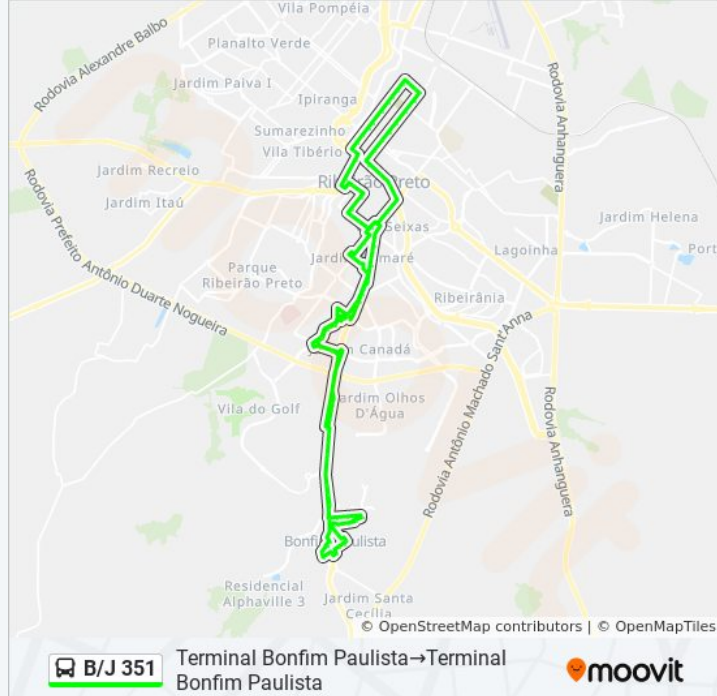 Vila Pompéia
Rodovia Alexandre Balbo
Planalto Verde
Jardim Paiva I
Ipiranga
Rodovia Anhanguera
Sumarezinho
Vila Tibério
Jardim Recreio
Ribeirão Preto
Jardim Itaú
Rodovia Prefeito Antônio Duarte Nogueira
Seixas
Jardim Helena
Lagoinha
Port
Parque
Ribeirão Preto
Ribeirânia
Canadá
Rodovia Antônio Machado Sant'Anna
Vila do Golf
Jardim Olhos
D'Água
Rodovia Anhanguera
Bonfim Paulista
Residencial
Alphaville 3
Jardim Santa
Cecília
© OpenStreetMap contributors | © OpenMapTiles
B/J 351
Terminal Bonfim Paulista→Terminal
Bonfim Paulista
moovit